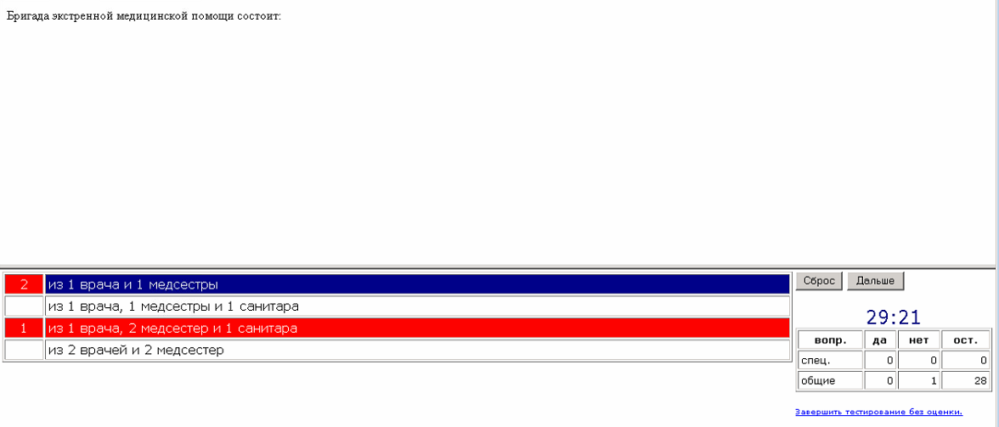 Бригада экстренной медицинской помощи состоит:
2 из 1 врача и 1 медсестры
из 1 врача, 1 медсестры и 1 санитара
1 из 1 врача, 2 медсестер и 1 санитара
из 2 врачей и 2 медсестер
Сброс Дальше
29:21
вопр. да нет ост.
спец. 0 0 0
общие 0 1 28
Завершить тестирование без оценки.